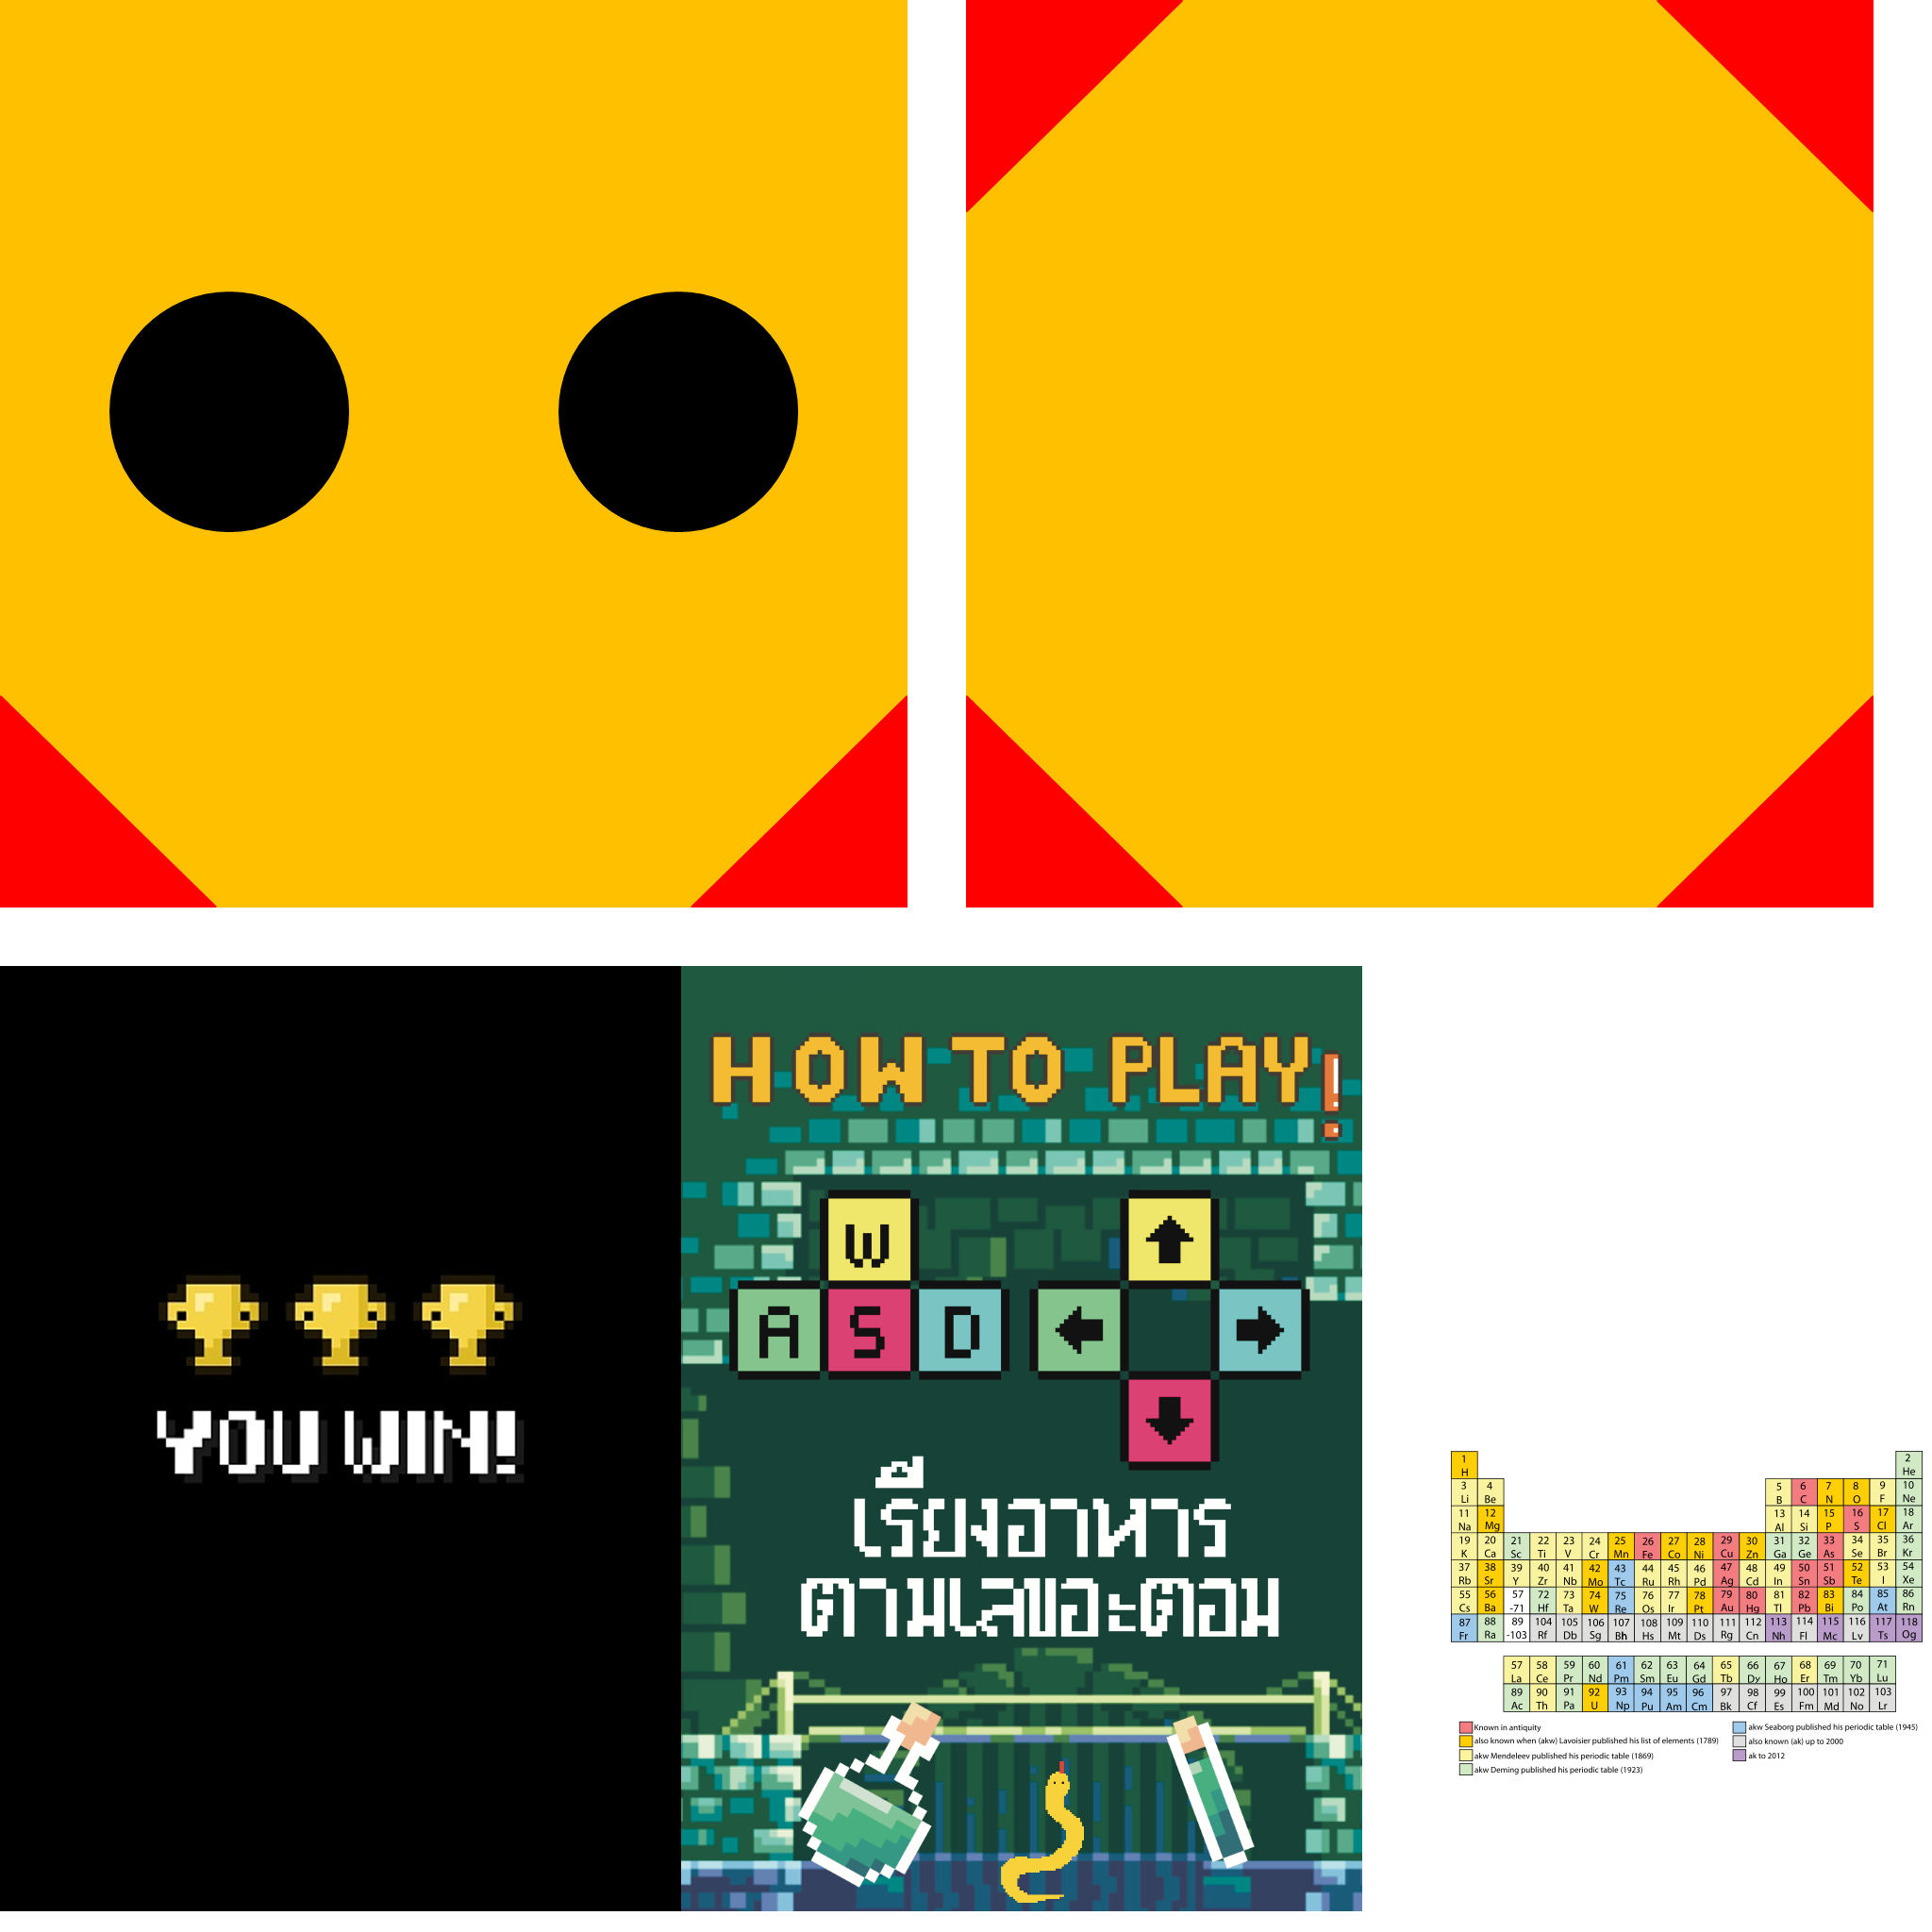 HOW TO PLAY!
W
A S D
เรียงอาหาร
ตามเลขอะตอม
YOU WIN!
1 2
H He
3 4 5 6 7 8 9 10
Li Be B C N O F Ne
11 12 13 14 15 16 17 18
Na Mg Al Si P S Cl Ar
19 20 21 22 23 24 25 26 27 28 29 30 31 32 33 34 35 36
K Ca Sc Ti V Cr Mn Fe Co Ni Cu Zn Ga Ge As Se Br Kr
37 38 39 40 41 42 43 44 45 46 47 48 49 50 51 52 53 54
Rb Sr Y Zr Nb Mo Tc Ru Rh Pd Ag Cd In Sn Sb Te I Xe
55 56 57 72 73 74 75 76 77 78 79 80 81 82 83 84 85 86
Cs Ba -71 Hf Ta W Re Os Ir Pt Au Hg Tl Pb Bi Po At Rn
87 88 89 104 105 106 107 108 109 110 111 112 113 114 115 116 117 118
Fr Ra -103 Rf Db Sg Bh Hs Mt Ds Rg Cn Nh Fl Mc Lv Ts Og
57 58 59 60 61 62 63 64 65 66 67 68 69 70 71
La Ce Pr Nd Pm Sm Eu Gd Tb Dy Ho Er Tm Yb Lu
89 90 91 92 93 94 95 96 97 98 99 100 101 102 103
Ac Th Pa U Np Pu Am Cm Bk Cf Es Fm Md No Lr
Known in antiquity
also known when (akw) Lavoisier published his list of elements (1789)
akw Mendeleev published his periodic table (1869)
akw Deming published his periodic table (1923)
akw Seaborg published his periodic table (1945)
also known (ak) up to 2000
ak to 2012